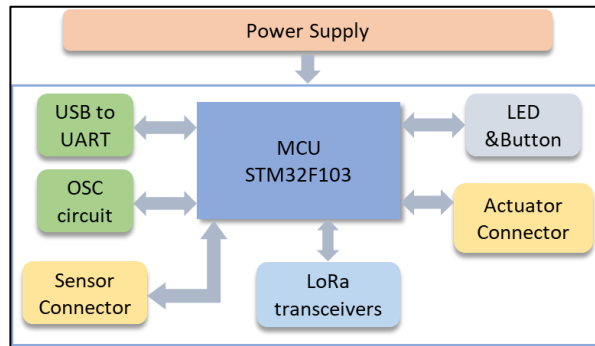 Power Supply
USB to
UART
MCU
STM32F103
LED
&Button
OSC
circuit
Actuator
Connector
Sensor
Connector
LoRa
transceivers